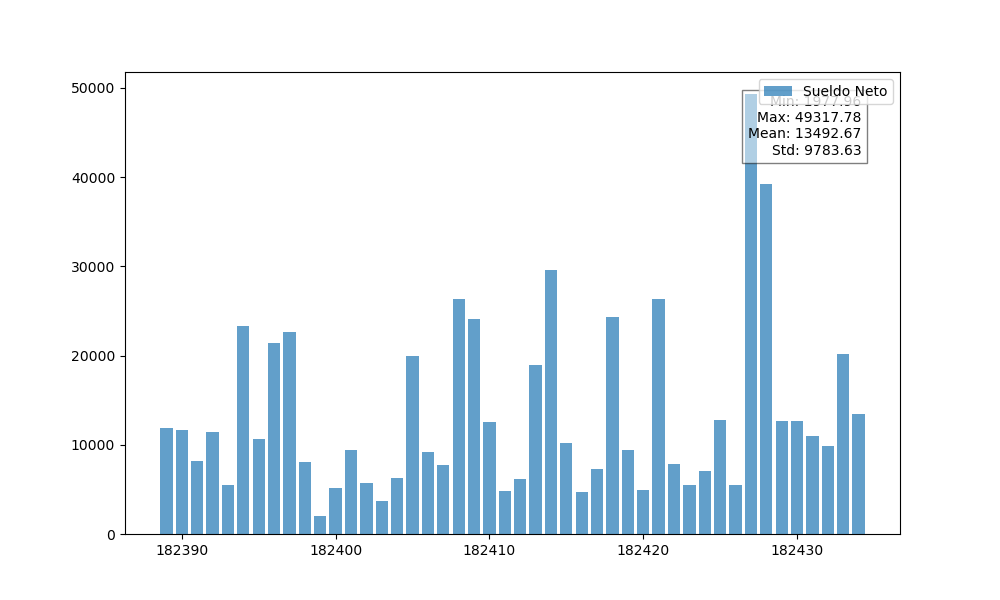 50000
40000
30000
20000
10000
0
Sueldo Neto
Min: 1977.96
Max: 49317.78
Mean: 13492.67
Std: 9783.63
182390 182400 182410 182420 182430